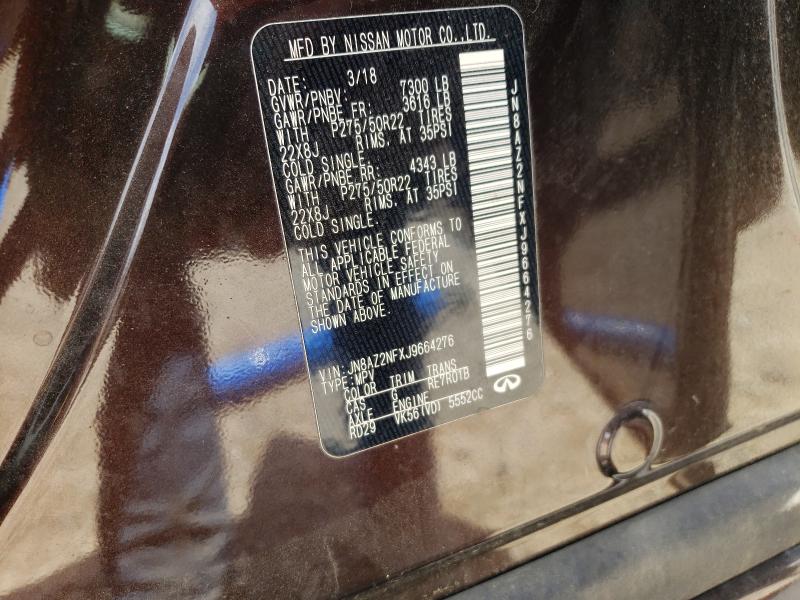 MFD BY NISSAN MOTOR CO.,LTD.
DATE: 3/18
GVWR/PNBV: 7300 LB
GAWR/PNBE FR: 3616 LB
WITH P275/50R22 TIRES
22X8J RIMS, AT 35PSI
COLD SINGLE.
GAWR/PNBE RR: 4343 LB
WITH P275/50R22 TIRES
22X8J RIMS, AT 35PSI
COLD SINGLE.
THIS VEHICLE CONFORMS TO
ALL APPLICABLE FEDERAL
MOTOR VEHICLE SAFETY
STANDARDS IN EFFECT ON
THE DATE OF MANUFACTURE
SHOWN ABOVE.
VIN: JN8AZ2NFXJ9664276
TYPE: MPV
COLOR TRIM TRANS
CAS G RE7R01B
AXLE ENGINE
RD29 VK56(VD) 5552CC
JN8AZ2NFXJ9664276